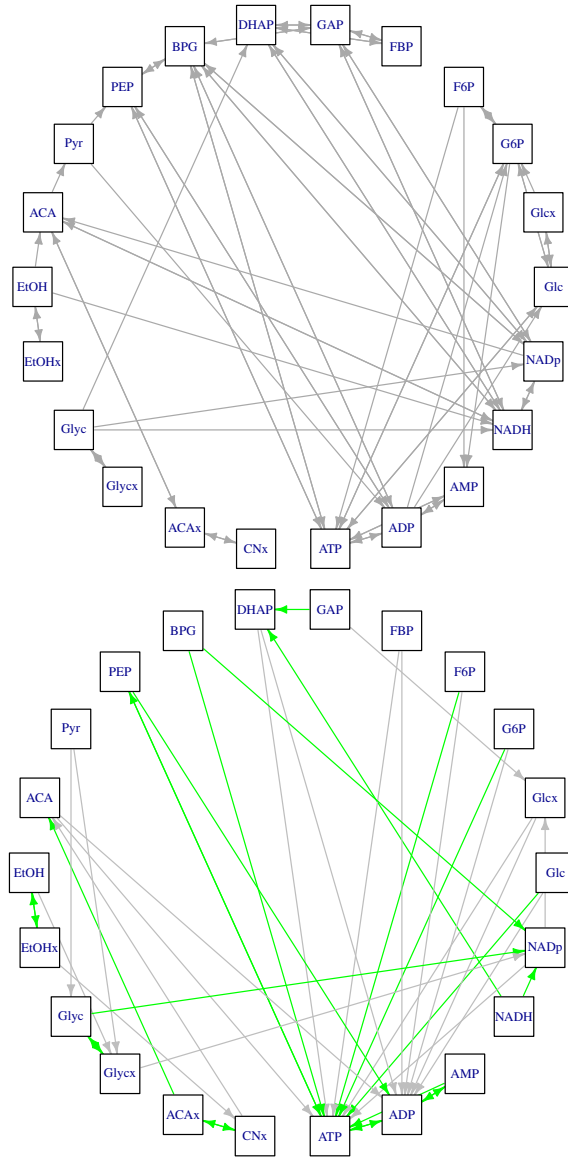 DHAP GAP
BPG FBP
PEP F6P
Pyr G6P
ACA Glcx
EtOH Glc
EtOHx NADp
Glyc NADH
Glycx AMP
ACAx ADP
CNx ATP
DHAP GAP
BPG FBP
PEP F6P
Pyr G6P
ACA Glcx
EtOH Glc
EtOHx NADp
Glyc NADH
Glycx AMP
ACAx ADP
CNx ATP